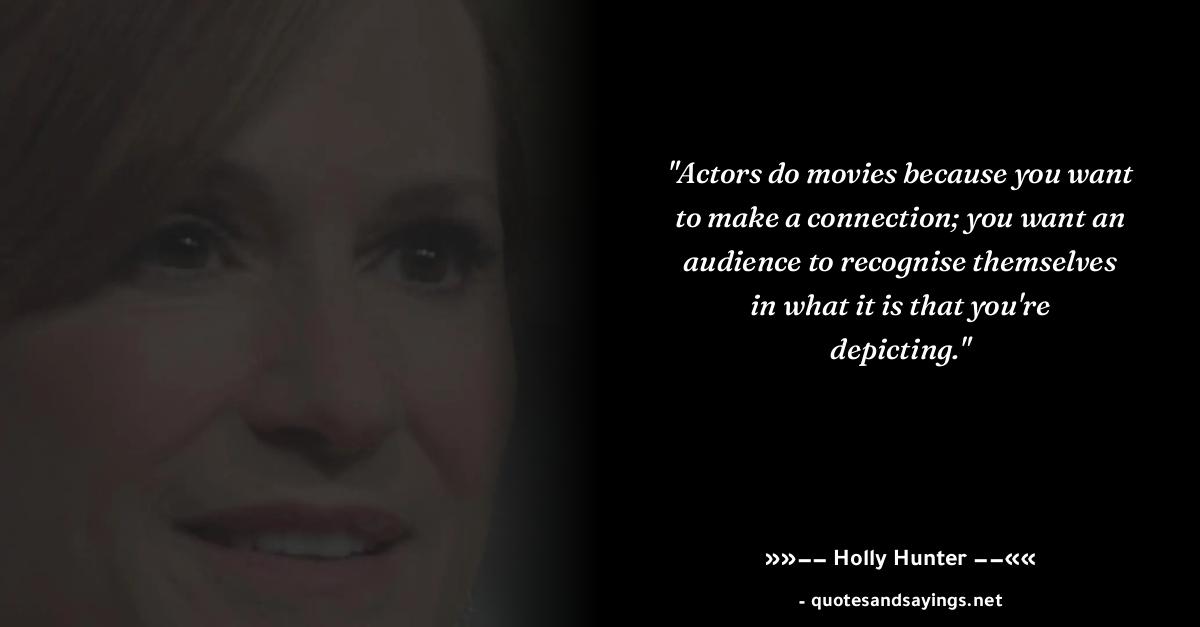 "Actors do movies because you want
to make a connection; you want an
audience to recognise themselves
in what it is that you're
depicting."
»»–– Holly Hunter ––««
- quotesandsayings.net